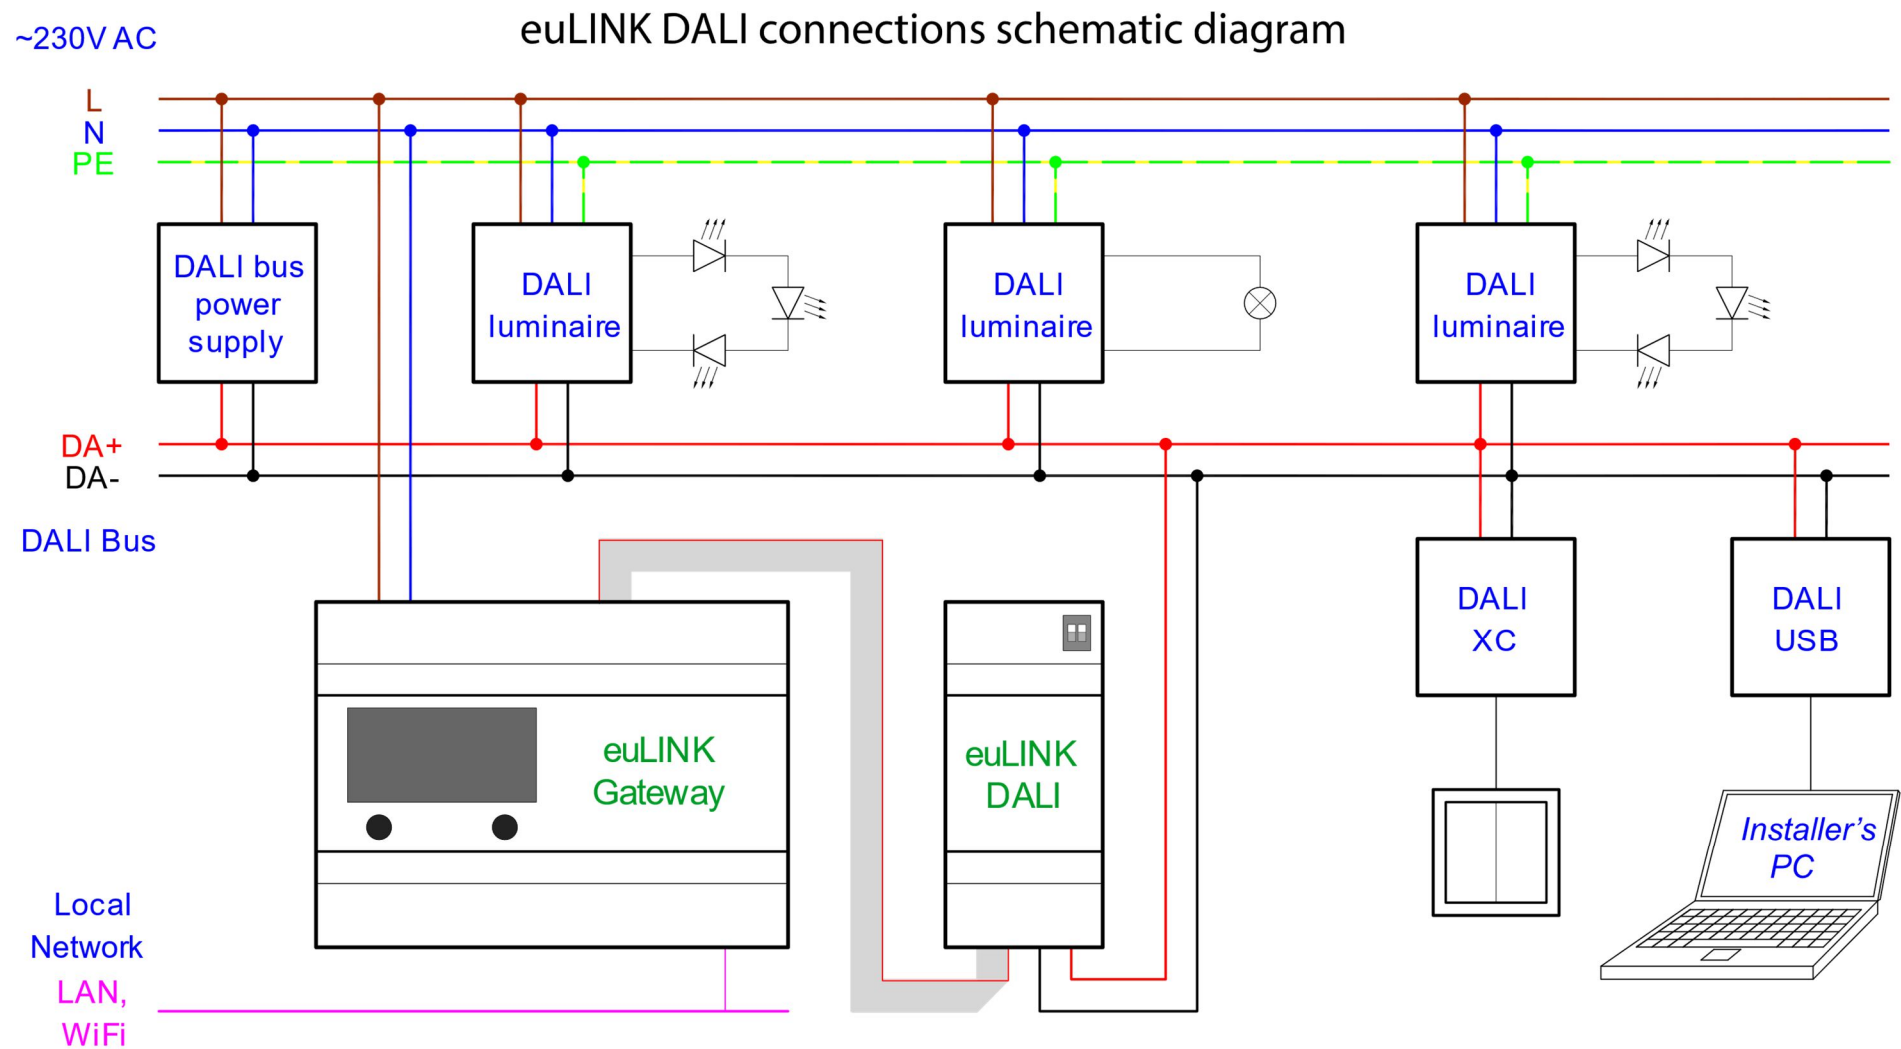 euLINK DALI connections schematic diagram
~230V AC
L
N
PE
DALI bus
power
supply
DALI
luminaire
DALI
luminaire
DALI
luminaire
DA+
DA-
DALI Bus
euLINK
Gateway
euLINK
DALI
DALI
XC
DALI
USB
Installer's
PC
Local
Network
LAN,
WiFi